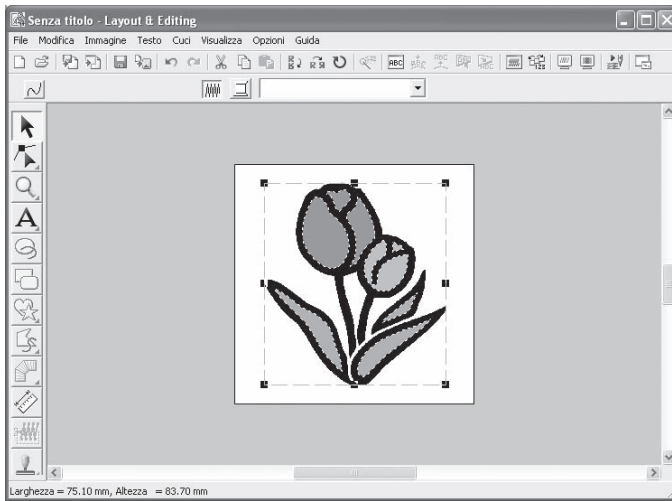 Senza titolo - Layout & Editing
File Modifica Immagine Testo Cuci Visualizza Opzioni Guida
ABC
A
Larghezza = 75.10 mm, Altezza = 83.70 mm